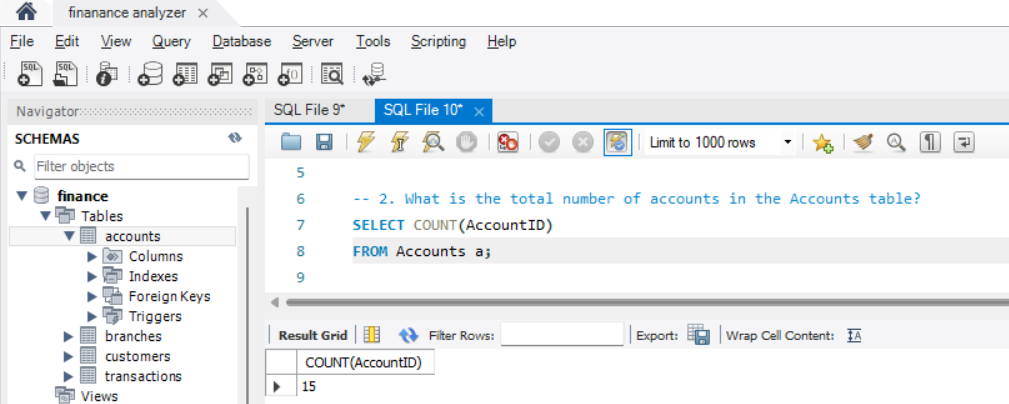 finanance analyzer
File Edit View Query Database Server Tools Scripting Help
SQL SQL
Navigator
SQL File 9* SQL File 10*
SCHEMAS
Limit to 1000 rows
Filter objects
finance
Tables
accounts
Columns
Indexes
Foreign Keys
Triggers
branches
customers
transactions
Views
5
6 -- 2. What is the total number of accounts in the Accounts table?
7 SELECT COUNT(AccountID)
8 FROM Accounts a;
9
Result Grid Filter Rows: Export: Wrap Cell Content:
COUNT(AccountID)
15